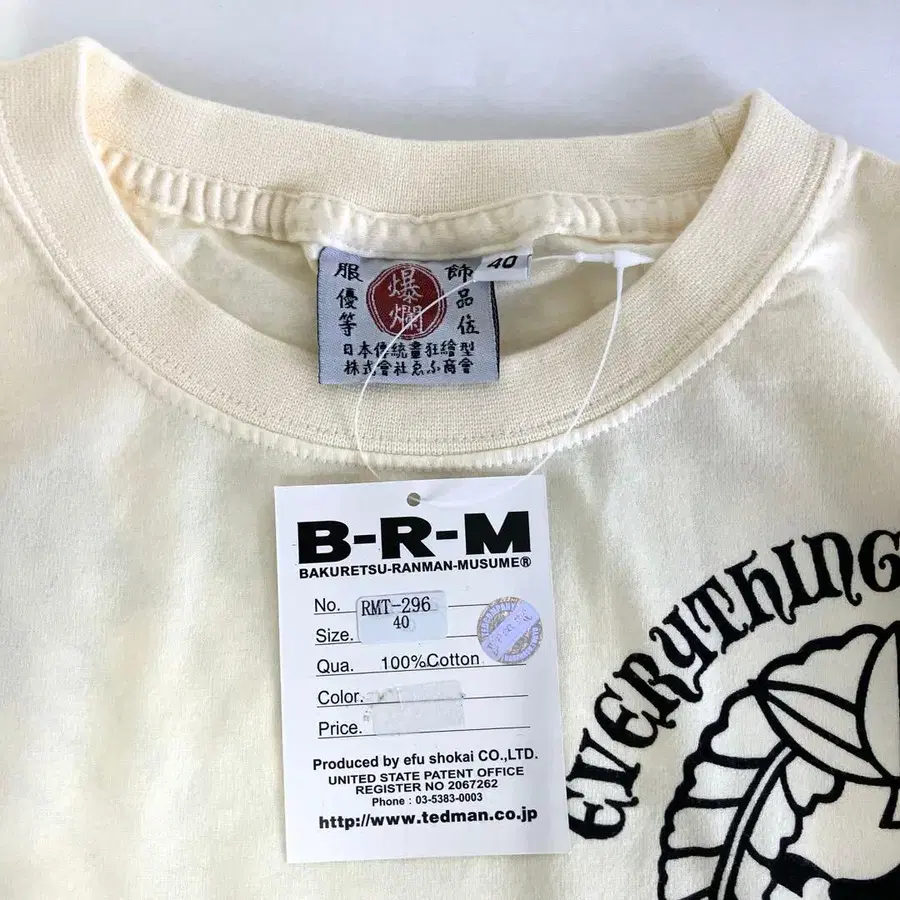 40
服 飾
優 爆 品
等 爛 位
日本傳統畫狂繪型
株式會社ゑふ商會
B-R-M
BAKURETSU-RANMAN-MUSUME®
No. RMT-296
Size. 40
Qua. 100%Cotton
Color.
Price.
Produced by efu shokai CO.,LTD.
UNITED STATE PATENT OFFICE
REGISTER NO 2067262
Phone : 03-5383-0003
http://www.tedman.co.jp
EVERYTHING